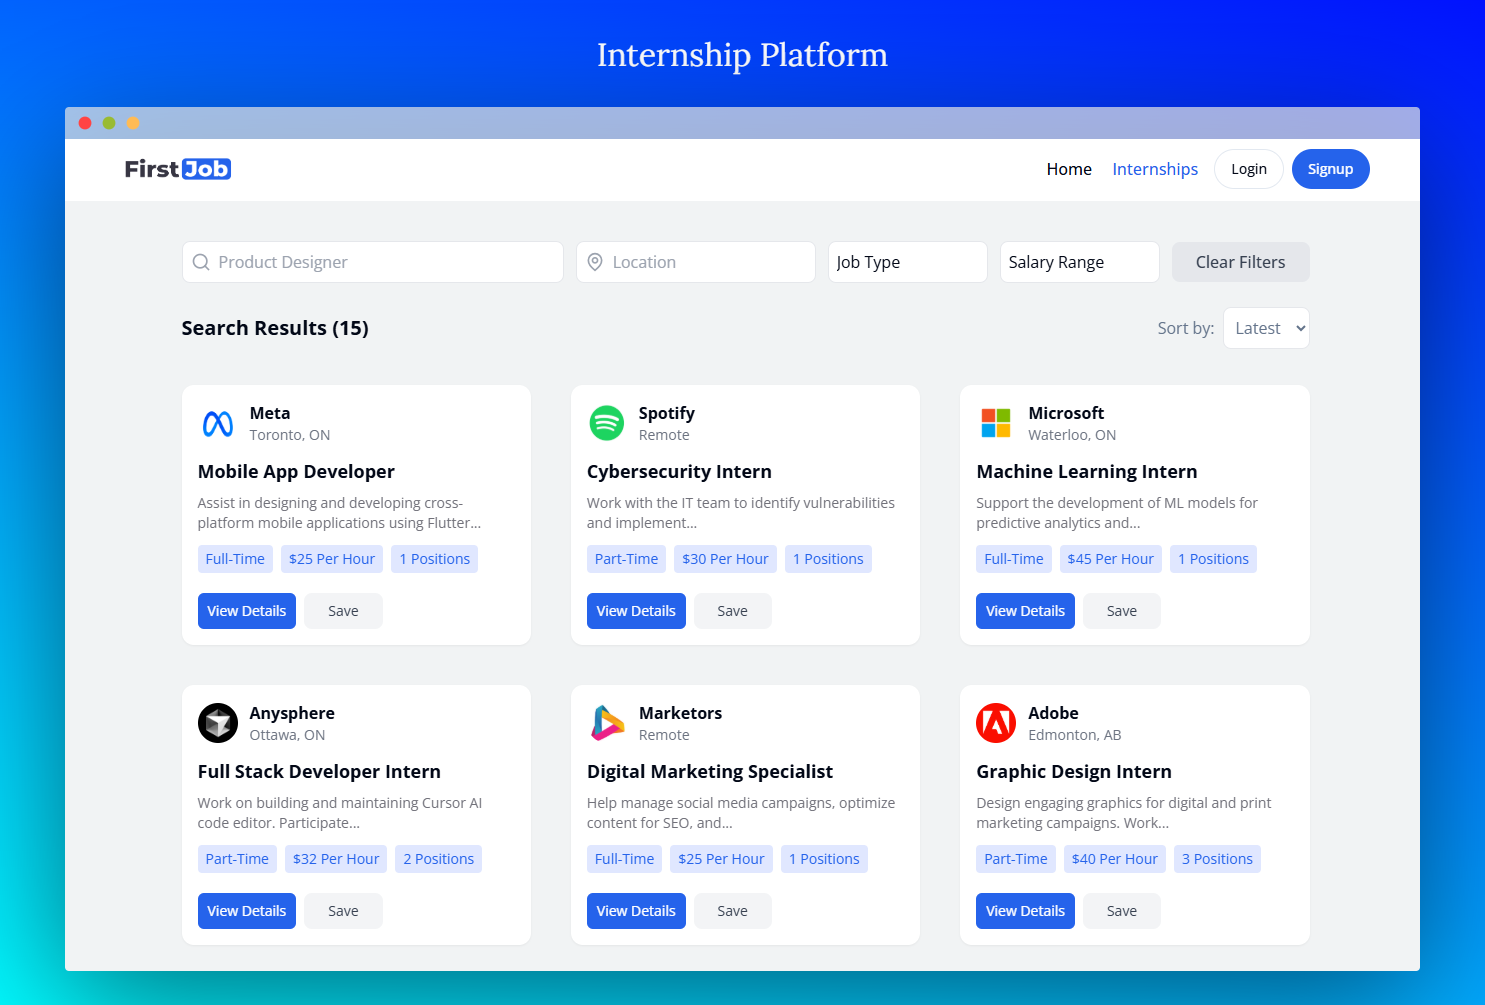 Internship Platform
First Job
Home Internships Login Signup
Product Designer Location Job Type Salary Range Clear Filters
Search Results (15)
Sort by: Latest
Meta
Toronto, ON
Mobile App Developer
Assist in designing and developing cross-
platform mobile applications using Flutter...
Full-Time $25 Per Hour 1 Positions
View Details Save
Spotify
Remote
Cybersecurity Intern
Work with the IT team to identify vulnerabilities
and implement...
Part-Time $30 Per Hour 1 Positions
View Details Save
Microsoft
Waterloo, ON
Machine Learning Intern
Support the development of ML models for
predictive analytics and...
Full-Time $45 Per Hour 1 Positions
View Details Save
Anysphere
Ottawa, ON
Full Stack Developer Intern
Work on building and maintaining Cursor AI
code editor. Participate...
Part-Time $32 Per Hour 2 Positions
View Details Save
Marketors
Remote
Digital Marketing Specialist
Help manage social media campaigns, optimize
content for SEO, and...
Full-Time $25 Per Hour 1 Positions
View Details Save
Adobe
Edmonton, AB
Graphic Design Intern
Design engaging graphics for digital and print
marketing campaigns. Work...
Part-Time $40 Per Hour 3 Positions
View Details Save